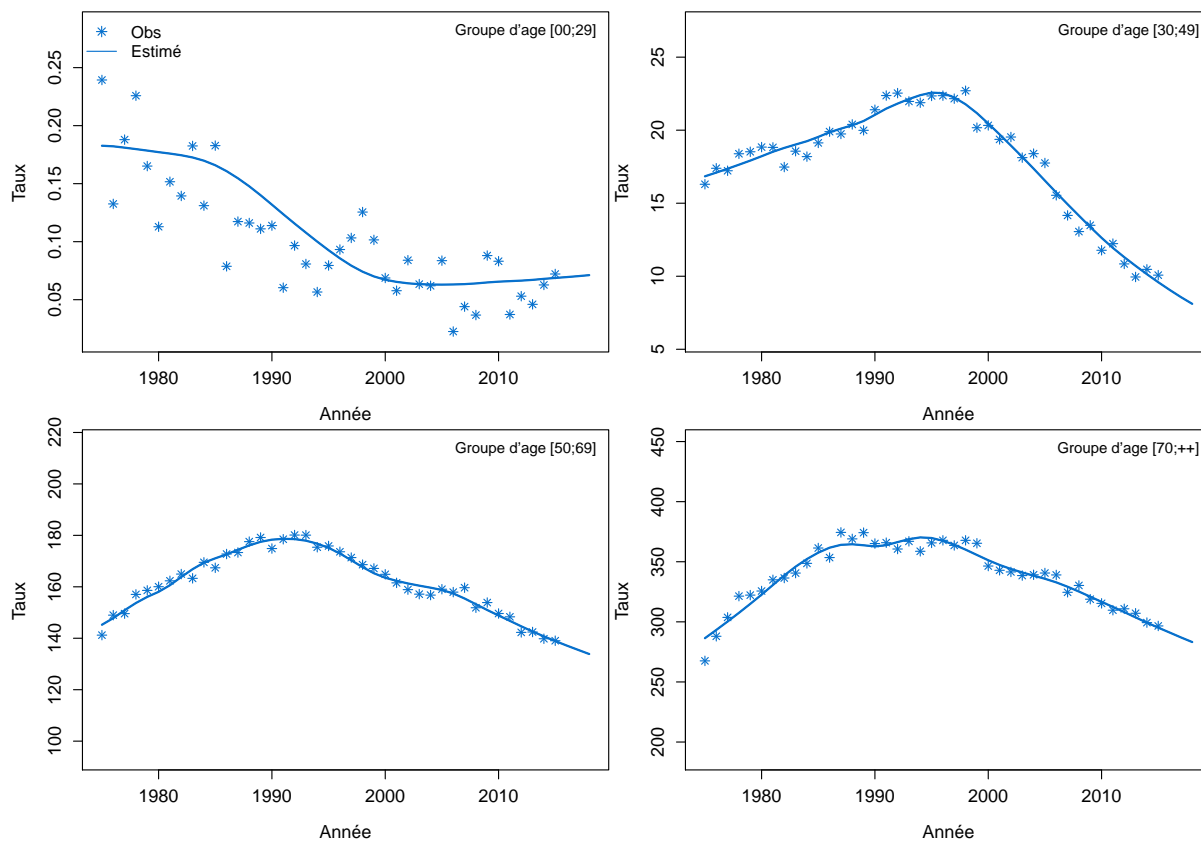 Obs
Estimé
Groupe d'age [00;29]
Taux
0.25
0.20
0.15
0.10
0.05
1980 1990 2000 2010
Année
Groupe d'age [30;49]
Taux
25
20
15
10
5
1980 1990 2000 2010
Année
Groupe d'age [50;69]
Taux
220
200
180
160
140
120
100
1980 1990 2000 2010
Année
Groupe d'age [70;++]
Taux
450
400
350
300
250
200
1980 1990 2000 2010
Année